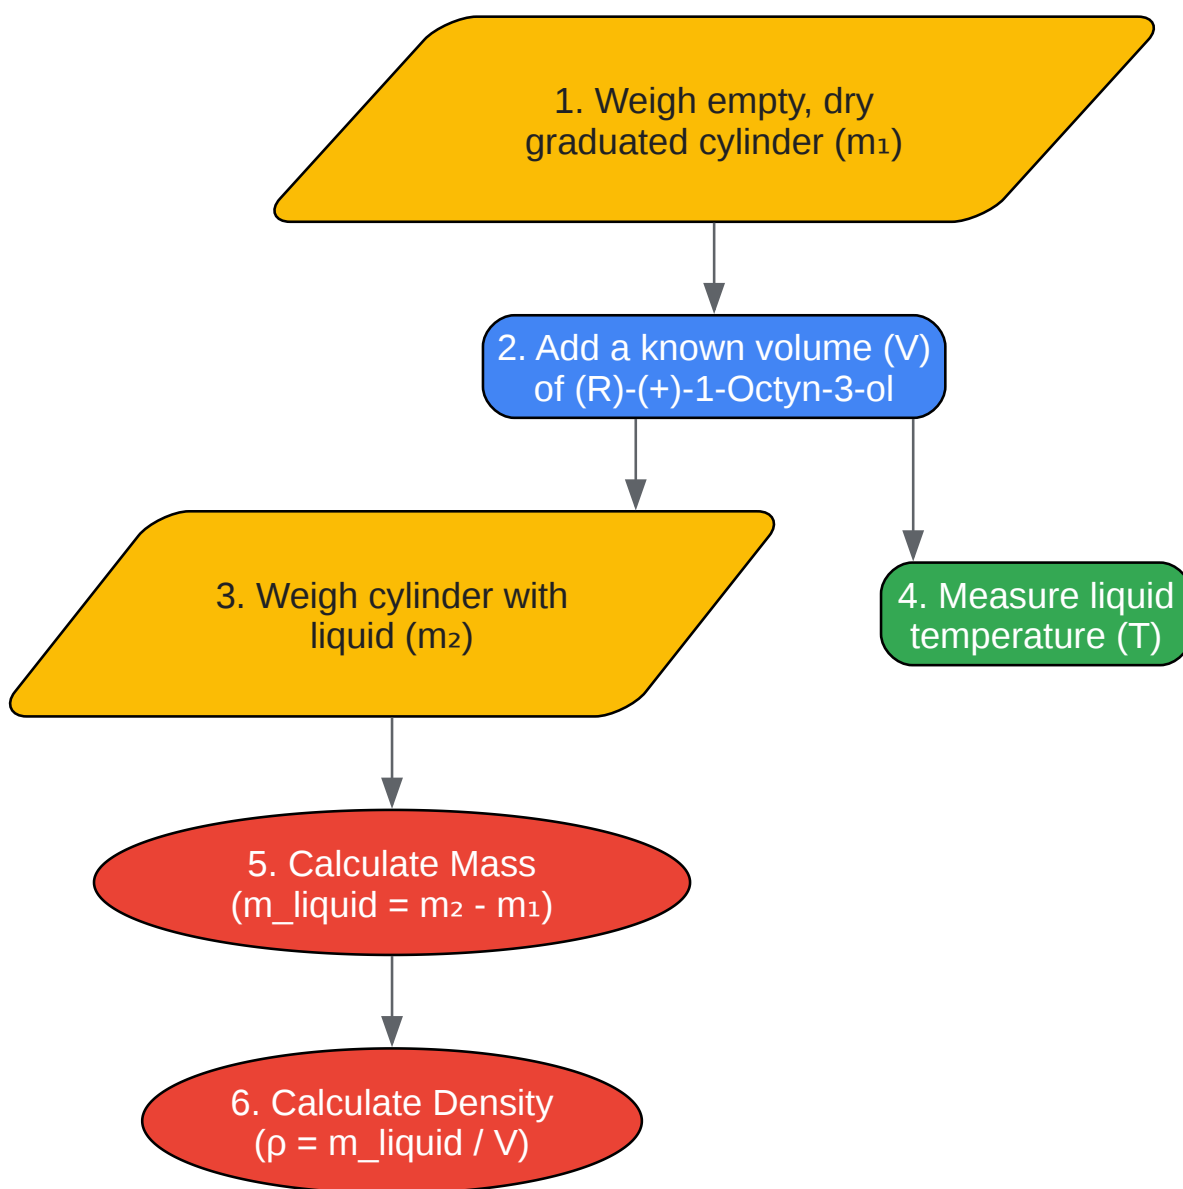 1. Weigh empty, dry
graduated cylinder (m₁)
2. Add a known volume (V)
of (R)-(+)-1-Octyn-3-ol
3. Weigh cylinder with
liquid (m₂)
4. Measure liquid
temperature (T)
5. Calculate Mass
(m_liquid = m₂ - m₁)
6. Calculate Density
(ρ = m_liquid / V)